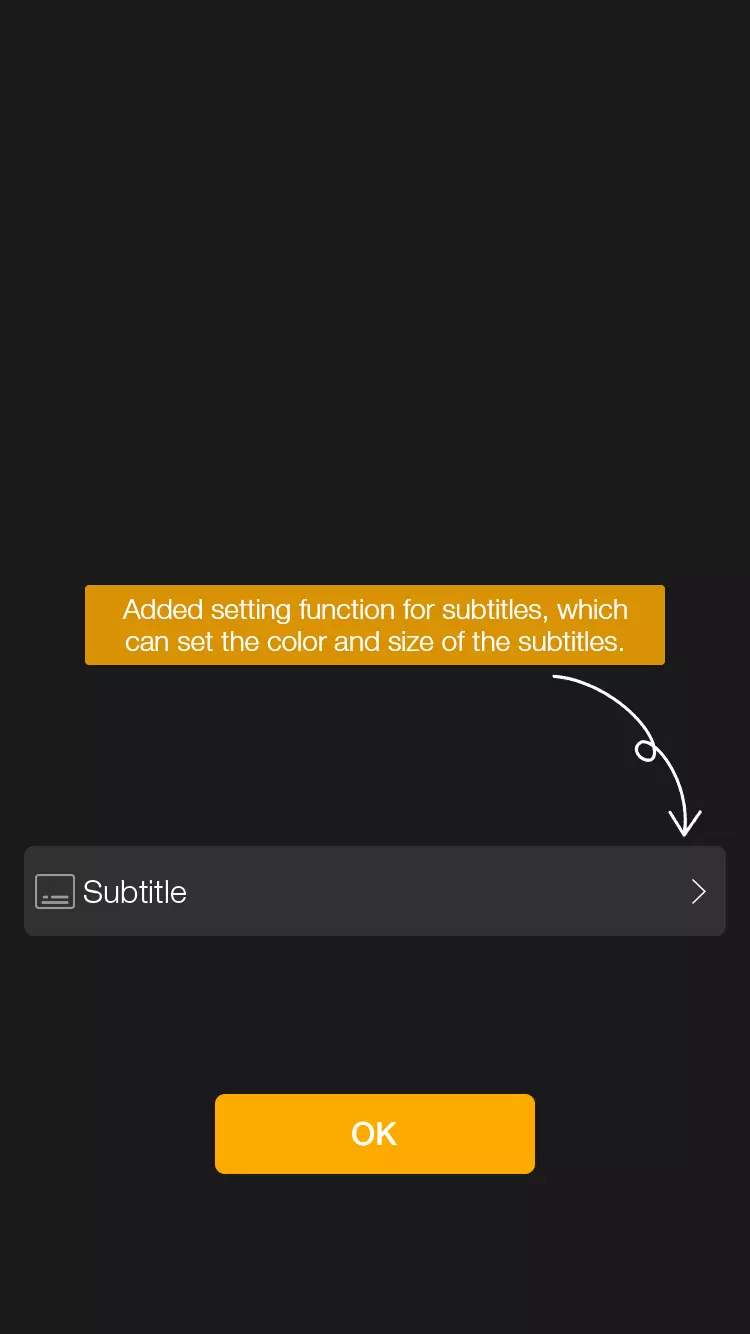 Added setting function for subtitles, which
can set the color and size of the subtitles.
Subtitle
OK